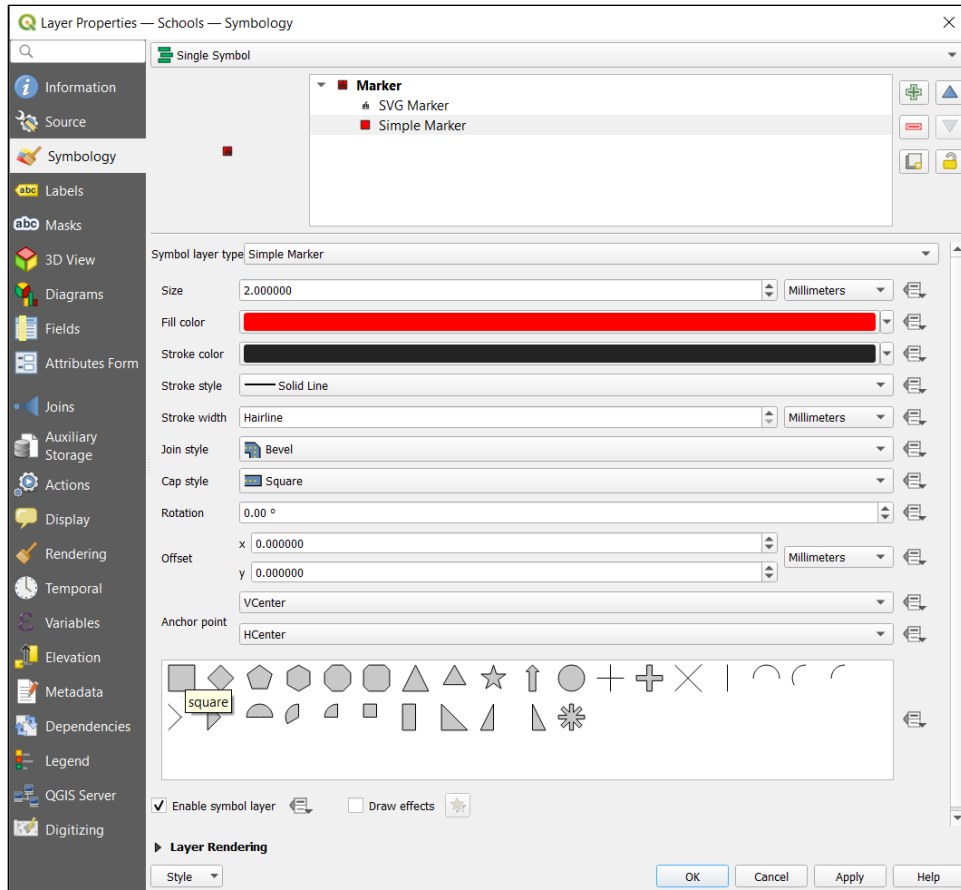 Layer Properties — Schools — Symbology
Single Symbol
Information
Source
Symbology
Labels
Masks
3D View
Diagrams
Fields
Attributes Form
Joins
Auxiliary
Storage
Actions
Display
Rendering
Temporal
Variables
Elevation
Metadata
Dependencies
Legend
QGIS Server
Digitizing
Marker
SVG Marker
Simple Marker
Symbol layer type Simple Marker
Size 2.000000 Millimeters
Fill color
Stroke color
Stroke style Solid Line
Stroke width Hairline Millimeters
Join style Bevel
Cap style Square
Rotation 0.00 °
Offset x 0.000000 Millimeters
y 0.000000
Anchor point VCenter
HCenter
square
Enable symbol layer Draw effects
Layer Rendering
Style OK Cancel Apply Help
abc
abc